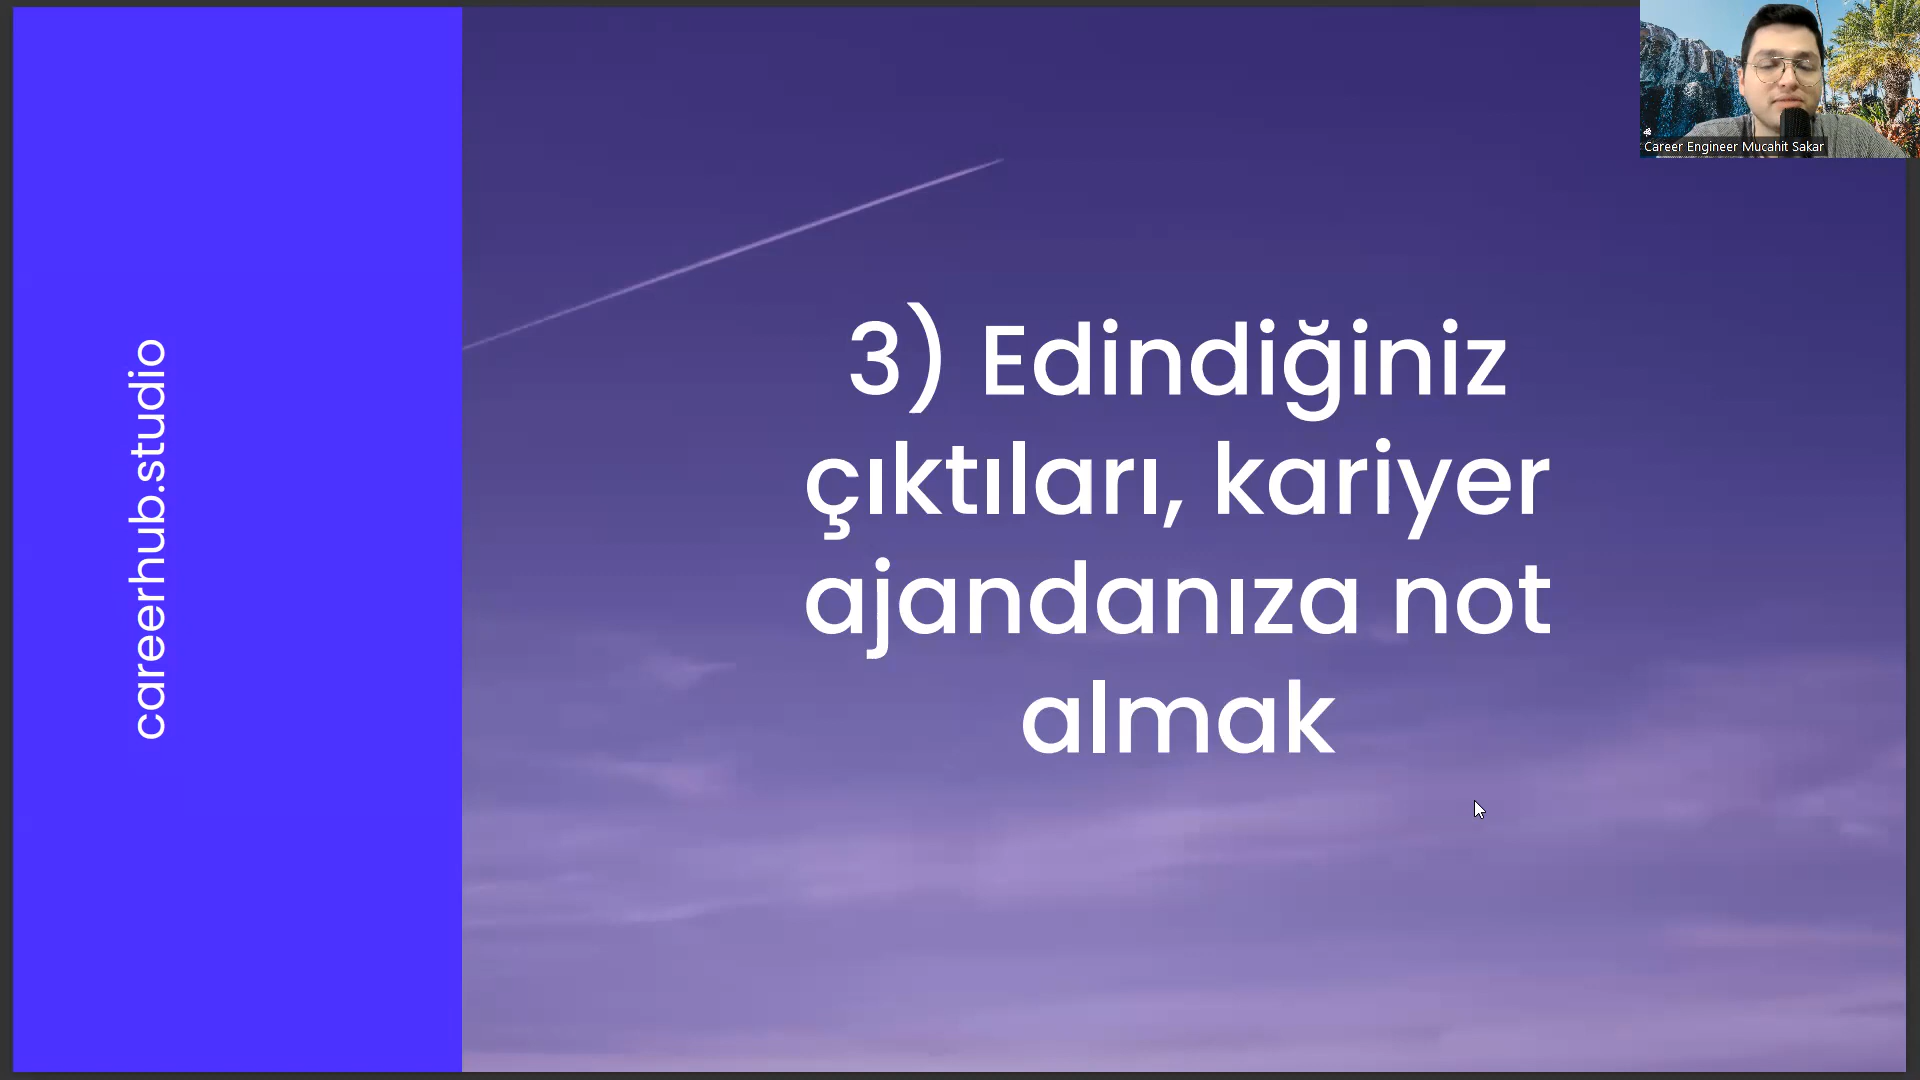 careerhub.studio
3) Edindiğiniz
çıktıları, kariyer
ajandanıza not
almak
Career Engineer Mucahit Sakar